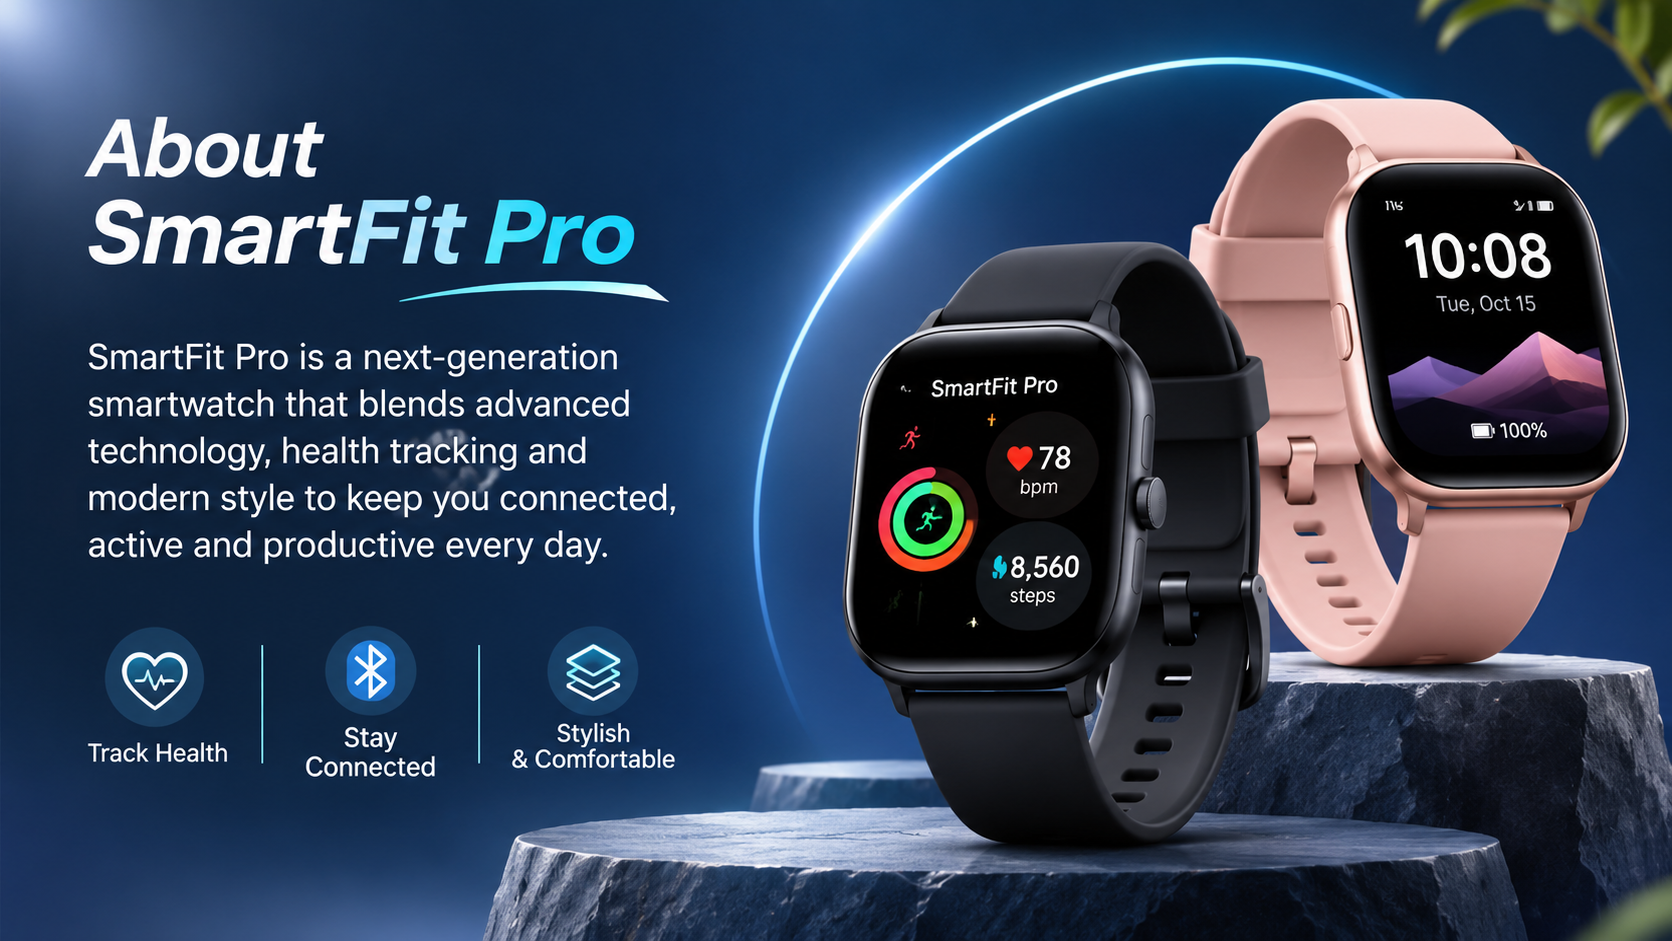 About
SmartFit Pro
SmartFit Pro is a next-generation
smartwatch that blends advanced
technology, health tracking and
modern style to keep you connected,
active and productive every day.
Track Health
Stay
Connected
Stylish
& Comfortable
SmartFit Pro
78
bpm
8,560
steps
10:08
Tue, Oct 15
100%